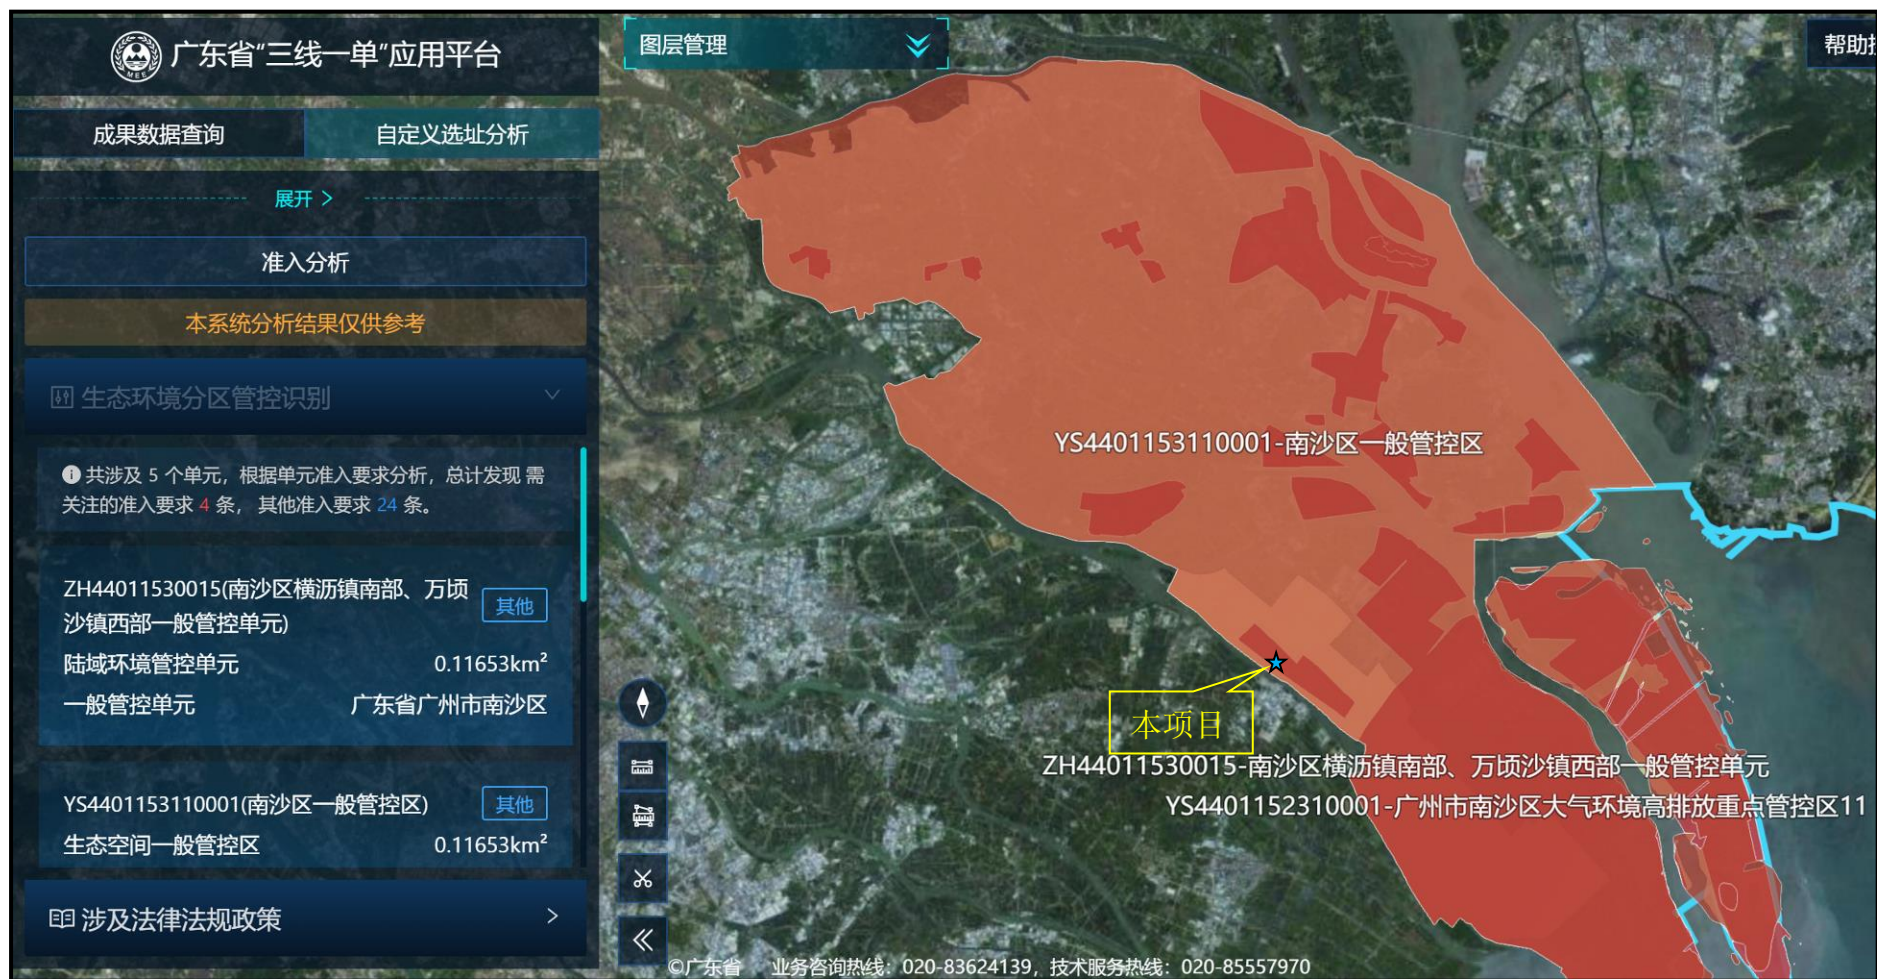 广东省“三线一单”应用平台
MEE
成果数据查询
自定义选址分析
展开 >
准入分析
本系统分析结果仅供参考
生态环境分区管控识别
共涉及 5 个单元，根据单元准入要求分析，总计发现 需
关注的准入要求 4 条， 其他准入要求 24 条。
ZH44011530015(南沙区横沥镇南部、万顷
沙镇西部一般管控单元)
其他
陆域环境管控单元 0.11653km²
一般管控单元 广东省广州市南沙区
YS4401153110001(南沙区一般管控区) 其他
生态空间一般管控区 0.11653km²
涉及法律法规政策
图层管理
帮助
YS4401153110001-南沙区一般管控区
本项目
ZH44011530015-南沙区横沥镇南部、万顷沙镇西部一般管控单元
YS4401152310001-广州市南沙区大气环境高排放重点管控区11
©广东省 业务咨询热线：020-83624139，技术服务热线：020-85557970